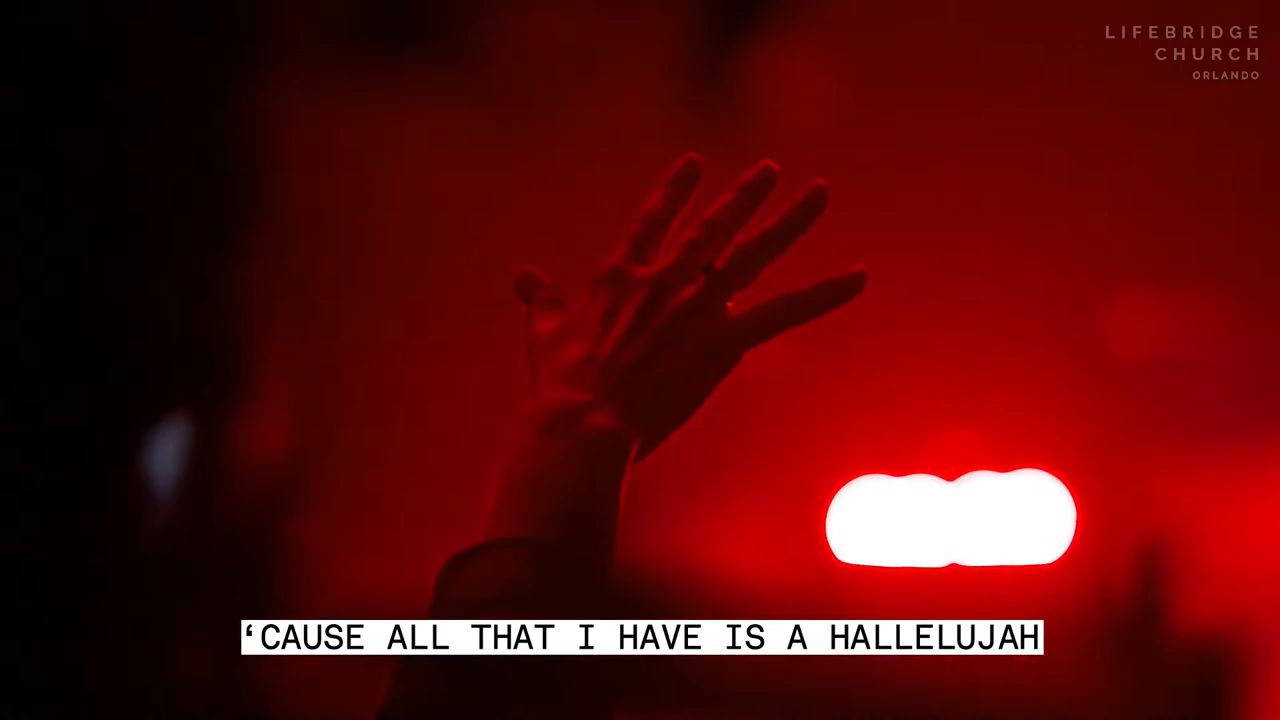 LIFEBRIDGE
CHURCH
ORLANDO
‘CAUSE ALL THAT I HAVE IS A HALLELUJAH